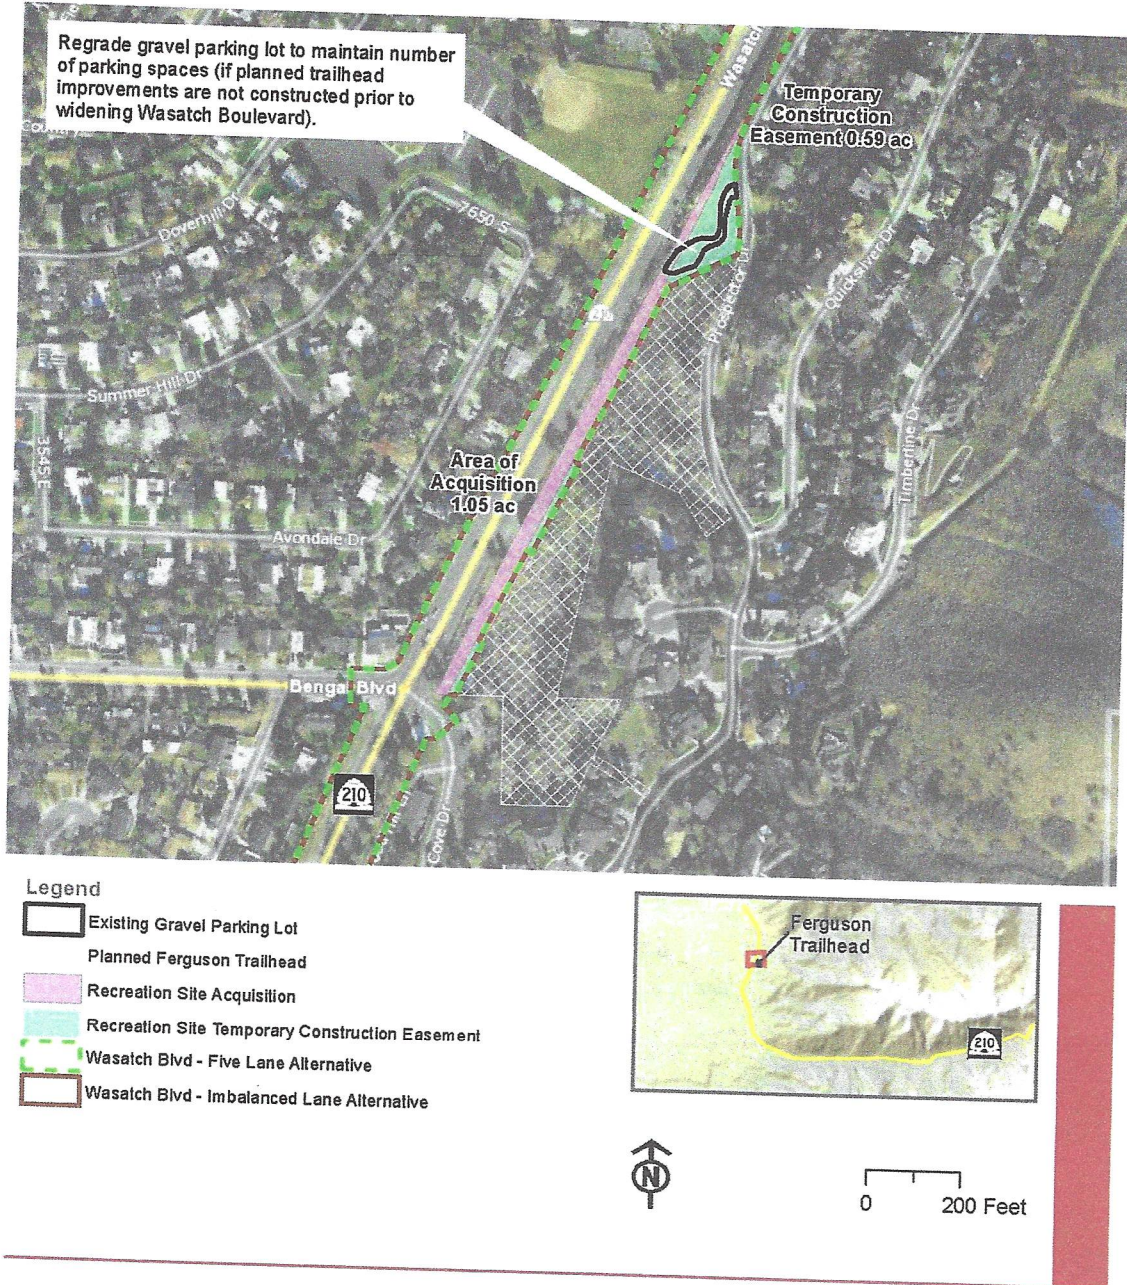 Regrade gravel parking lot to maintain number
of parking spaces (if planned trailhead
improvements are not constructed prior to
widening Wasatch Boulevard).
Wasatch
Temporary
Construction
Easement 0.59 ac
Doverhill Dr
7650 S
Prospector Dr
Quicksilver Dr
Summer Hill Dr
3545 E
Area of
Acquisition
1.05 ac
Timberline Dr
Avondale Dr
Bengal Blvd
210
Cove Dr
Legend
Existing Gravel Parking Lot
Planned Ferguson Trailhead
Recreation Site Acquisition
Recreation Site Temporary Construction Easement
Wasatch Blvd - Five Lane Alternative
Wasatch Blvd - Imbalanced Lane Alternative
Ferguson
Trailhead
210
N
0 200 Feet